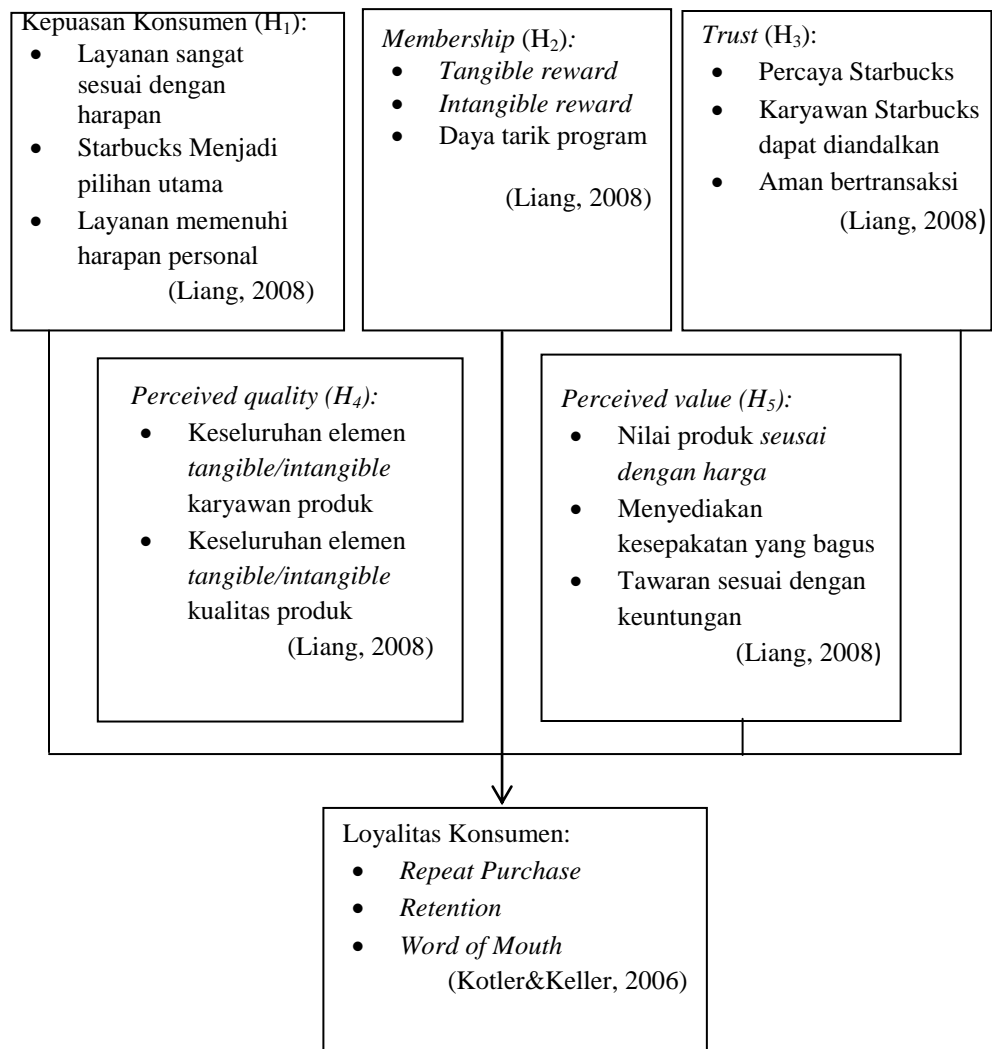 Kepuasan Konsumen (H₁):
• Layanan sangat
sesuai dengan
harapan
• Starbucks Menjadi
pilihan utama
• Layanan memenuhi
harapan personal
(Liang, 2008)
Membership (H₂):
• Tangible reward
• Intangible reward
• Daya tarik program
(Liang, 2008)
Trust (H₃):
• Percaya Starbucks
• Karyawan Starbucks
dapat diandalkan
• Aman bertransaksi
(Liang, 2008)
Perceived quality (H₄):
• Keseluruhan elemen
tangible/intangible
karyawan produk
• Keseluruhan elemen
tangible/intangible
kualitas produk
(Liang, 2008)
Perceived value (H₅):
• Nilai produk seusai
dengan harga
• Menyediakan
kesepakatan yang bagus
• Tawaran sesuai dengan
keuntungan
(Liang, 2008)
Loyalitas Konsumen:
• Repeat Purchase
• Retention
• Word of Mouth
(Kotler&Keller, 2006)